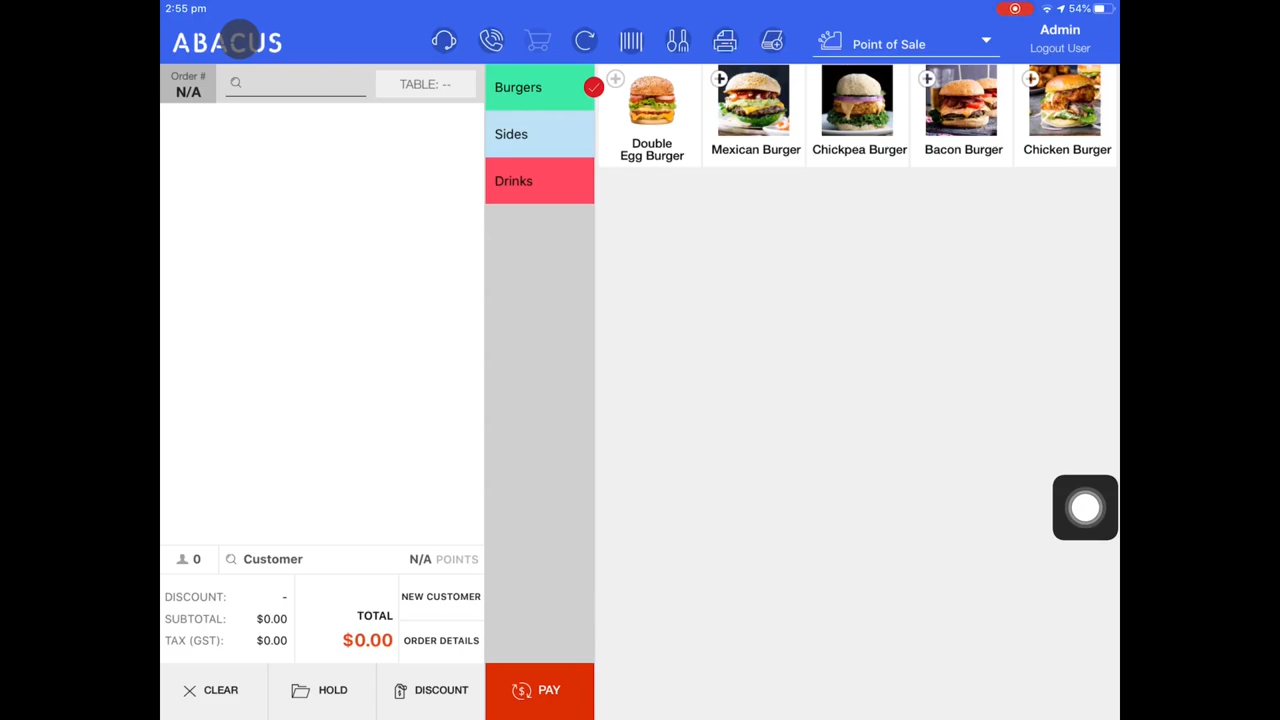 2:55 pm
54%
ABACUS
Point of Sale
Admin
Logout User
Order #
N/A
TABLE: --
Burgers
Sides
Drinks
Double
Egg Burger
Mexican Burger
Chickpea Burger
Bacon Burger
Chicken Burger
0
Customer
N/A POINTS
DISCOUNT: -
SUBTOTAL: $0.00
TAX (GST): $0.00
TOTAL
$0.00
NEW CUSTOMER
ORDER DETAILS
CLEAR
HOLD
DISCOUNT
PAY